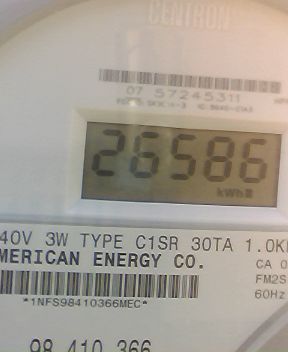 CENTRON
07 57245311
26586
kWh
40V 3W TYPE C1SR 30TA 1.0K
MERICAN ENERGY CO.
CA 0
FM2S
60Hz
*1NFS98410366MEC*
98 410 366